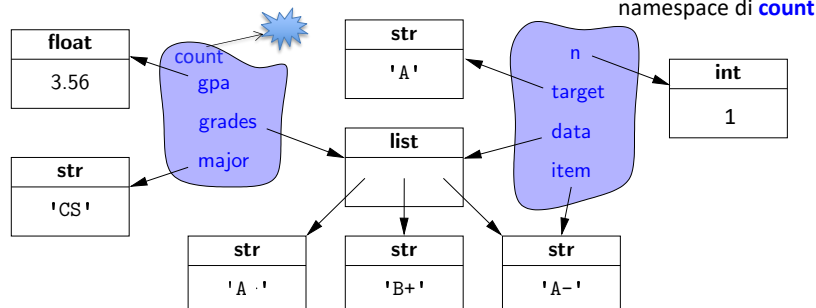 namespace di count
float
3.56
count
gpa
grades
major
str
'CS'
str
'A'
list
n
target
data
item
int
1
str
'A ·'
str
'B+'
str
'A-'